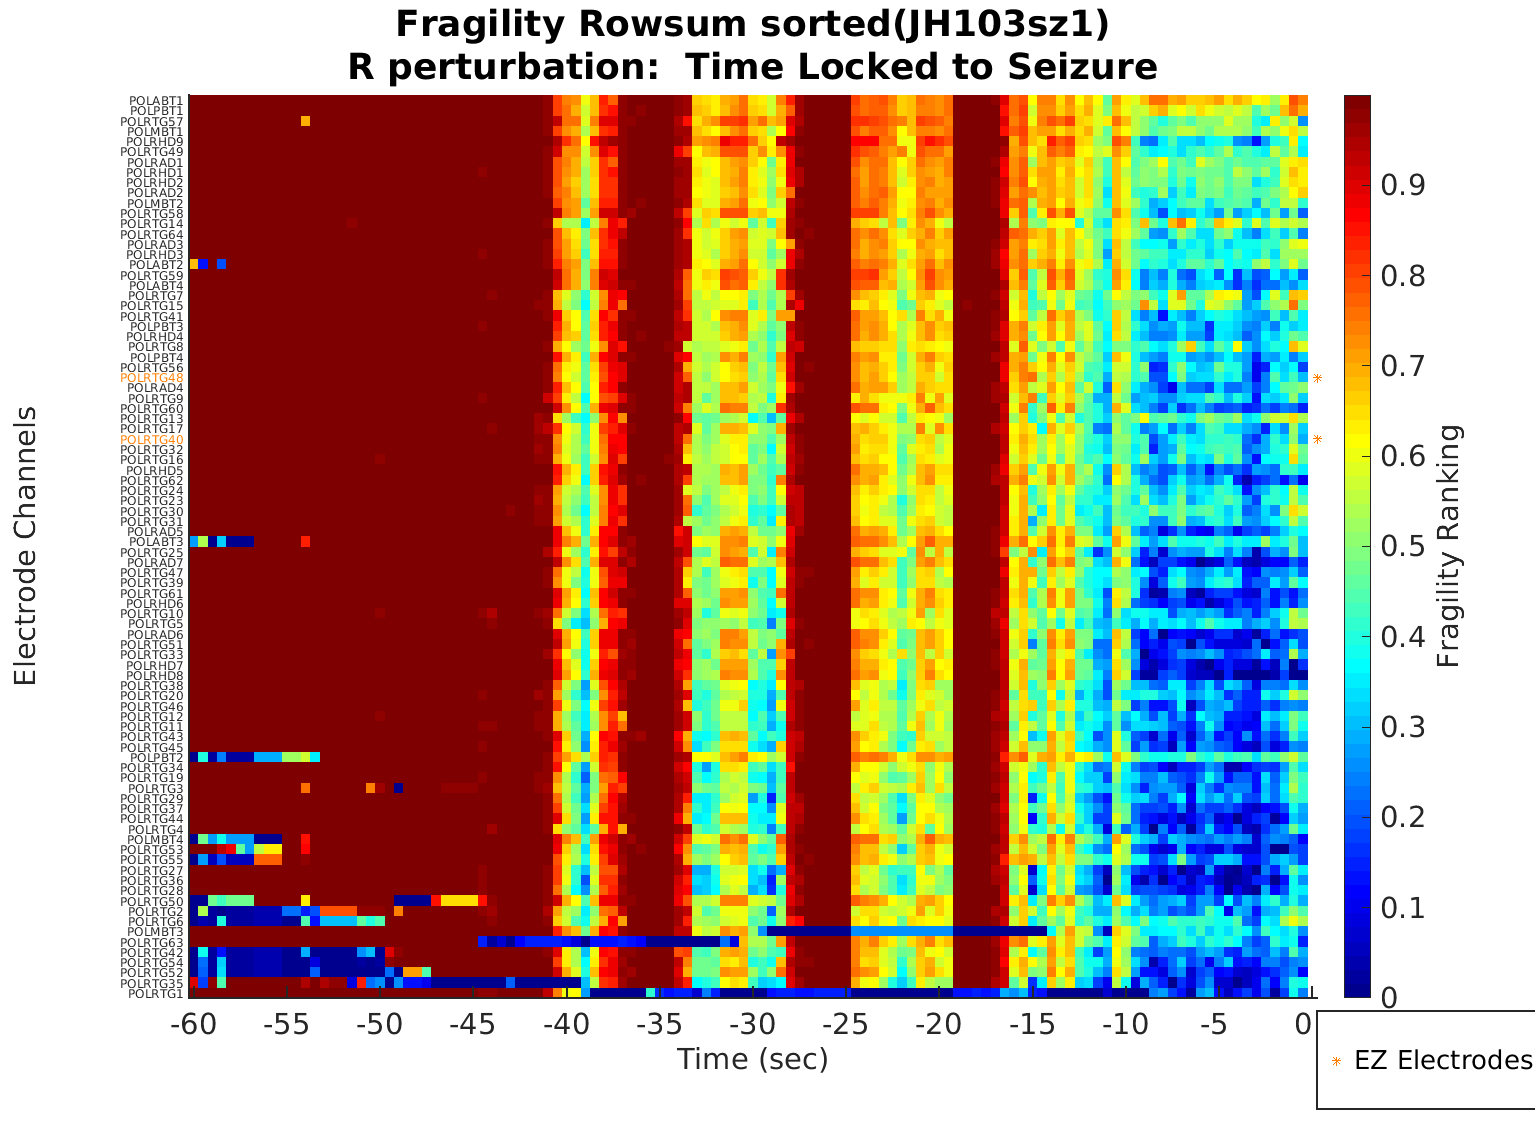 Fragility Rowsum sorted(JH103sz1)
R perturbation:  Time Locked to Seizure
Electrode Channels
POLABT1
POLPBT1
POLRTG57
POLMBT1
POLRHD9
POLRTG49
POLRAD1
POLRHD1
POLRHD2
POLRAD2
POLMBT2
POLRTG58
POLRTG14
POLRTG64
POLRAD3
POLRHD3
POLABT2
POLRTG59
POLABT4
POLRTG7
POLRTG15
POLRTG41
POLPBT3
POLRHD4
POLRTG8
POLPBT4
POLRTG56
POLRTG48
POLRAD4
POLRTG9
POLRTG60
POLRTG13
POLRTG17
POLRTG40
POLRTG32
POLRTG16
POLRHD5
POLRTG62
POLRTG24
POLRTG23
POLRTG30
POLRTG31
POLRAD5
POLABT3
POLRTG25
POLRAD7
POLRTG47
POLRTG39
POLRTG61
POLRHD6
POLRTG10
POLRTG5
POLRAD6
POLRTG51
POLRTG33
POLRHD7
POLRHD8
POLRTG38
POLRTG20
POLRTG46
POLRTG12
POLRTG11
POLRTG43
POLRTG45
POLPBT2
POLRTG34
POLRTG19
POLRTG3
POLRTG29
POLRTG37
POLRTG44
POLRTG4
POLMBT4
POLRTG53
POLRTG55
POLRTG27
POLRTG36
POLRTG28
POLRTG50
POLRTG2
POLRTG6
POLMBT3
POLRTG63
POLRTG42
POLRTG54
POLRTG52
POLRTG35
POLRTG1
-60 -55 -50 -45 -40 -35 -30 -25 -20 -15 -10 -5 0
Time (sec)
0.9
0.8
0.7
0.6
0.5
0.4
0.3
0.2
0.1
0
Fragility Ranking
EZ Electrodes